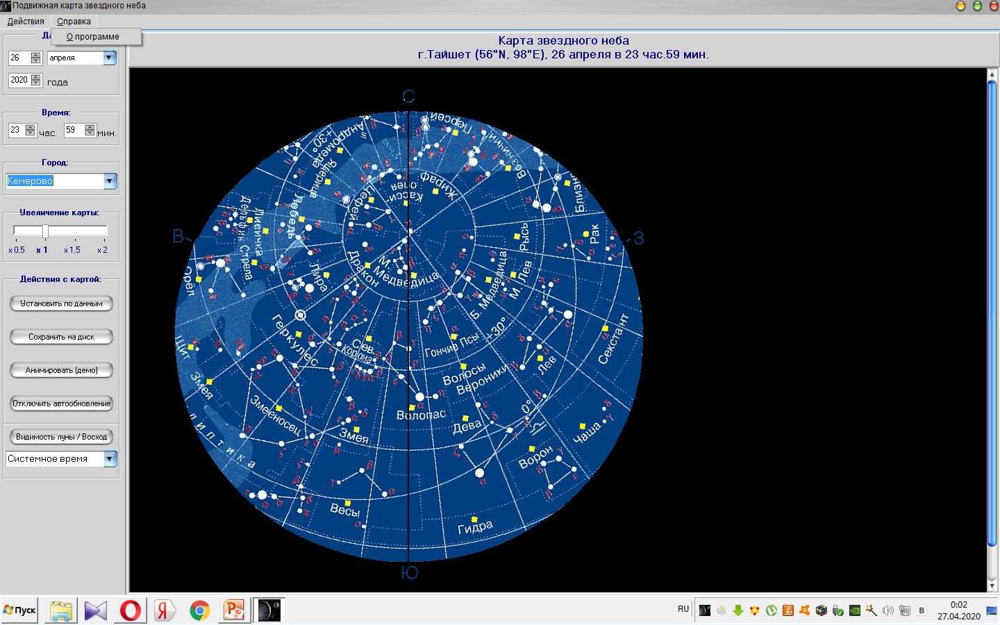 Подвижная карта звездного неба
Действия Справка
О программе
Да
26 апреля
2020 года
Время:
23 час. 59 мин.
Город:
Кемерово
Увеличение карты:
x 0,5 x 1 x 1,5 x 2
Действия с картой:
Установить по данным
Сохранить на диск
Анимировать (демо)
Отключить автообновление
Видимость луны / Восход
Системное время
Карта звездного неба
г.Тайшет (56"N, 98"E), 26 апреля в 23 час.59 мин.
С
Персей
Андромеда
+30°
Возничий
Ящерица
Жираф
Касси-
опея
Цефей
Близне
Лебедь
Дельфин
Лисичка
Стрела
В
З
Рысь
Рак
Орёл
Лира
Дракон
М. Медведица
Б. Медведица
М. Лев
Щит
Геркулес
Сев.
Корона
Гончие Псы
+30°
Секстант
Змея
Волосы
Вероники
Лев
Змееносец
Волопас
0°
Змея
Дева
Чаша
липтика
Ворон
Весы
Гидра
Ю
Пуск
RU
0:02
27.04.2020